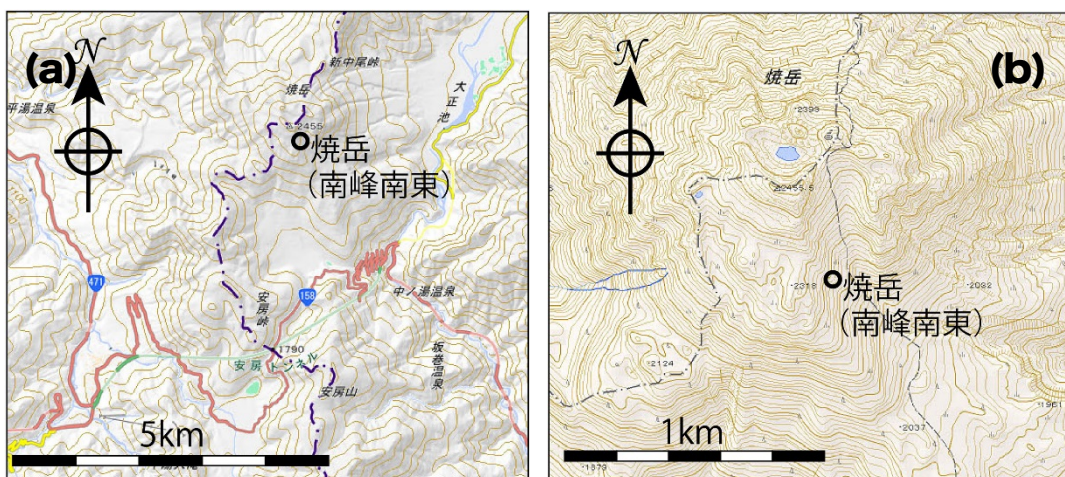 (a)
N
新中尾峠
焼岳
大正池
平湯温泉
2455
焼岳
(南峰南東)
471
158
中ノ湯温泉
安房峠
1790
安房トンネル
坂巻温泉
安房山
5km
(b)
N
焼岳
2393
2455.5
2318
焼岳
(南峰南東)
2032
2124
2037
1961
1km
1373